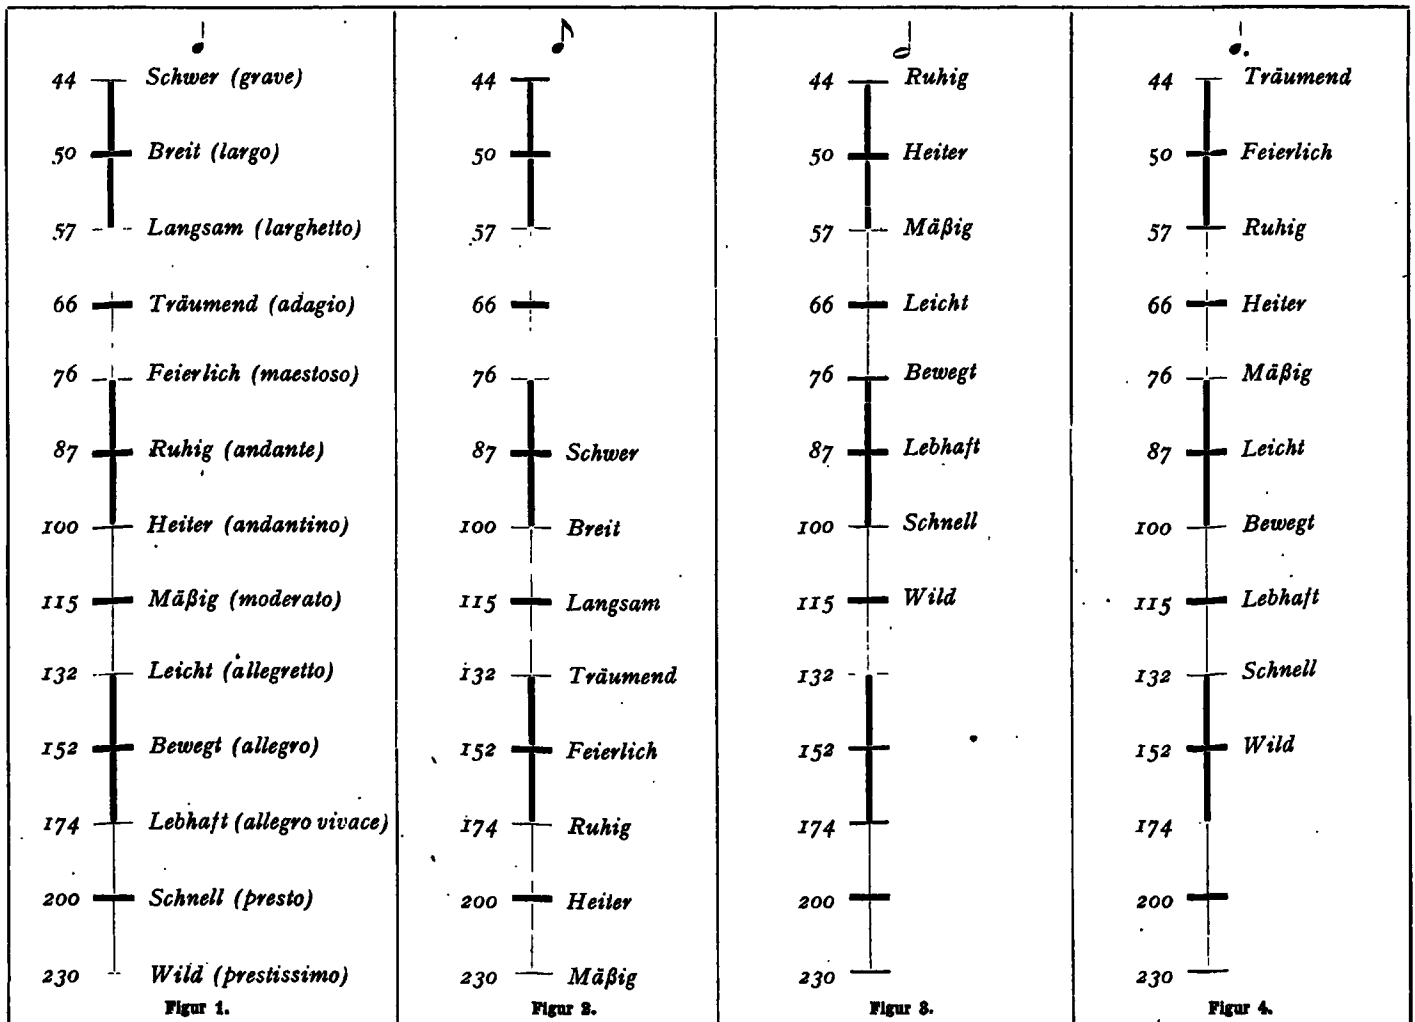 44 Schwer (grave)
50 Breit (largo)
57 Langsam (larghetto)
66 Träumend (adagio)
76 Feierlich (maestoso)
87 Ruhig (andante)
100 Heiter (andantino)
115 Mäßig (moderato)
132 Leicht (allegretto)
152 Bewegt (allegro)
174 Lebhaft (allegro vivace)
200 Schnell (presto)
230 Wild (prestissimo)
Figur 1.
44
50
57
66
76
87 Schwer
100 Breit
115 Langsam
132 Träumend
152 Feierlich
174 Ruhig
200 Heiter
230 Mäßig
Figur 2.
44 Ruhig
50 Heiter
57 Mäßig
66 Leicht
76 Bewegt
87 Lebhaft
100 Schnell
115 Wild
132
152
174
200
230
Figur 3.
44 Träumend
50 Feierlich
57 Ruhig
66 Heiter
76 Mäßig
87 Leicht
100 Bewegt
115 Lebhaft
132 Schnell
152 Wild
174
200
230
Figur 4.